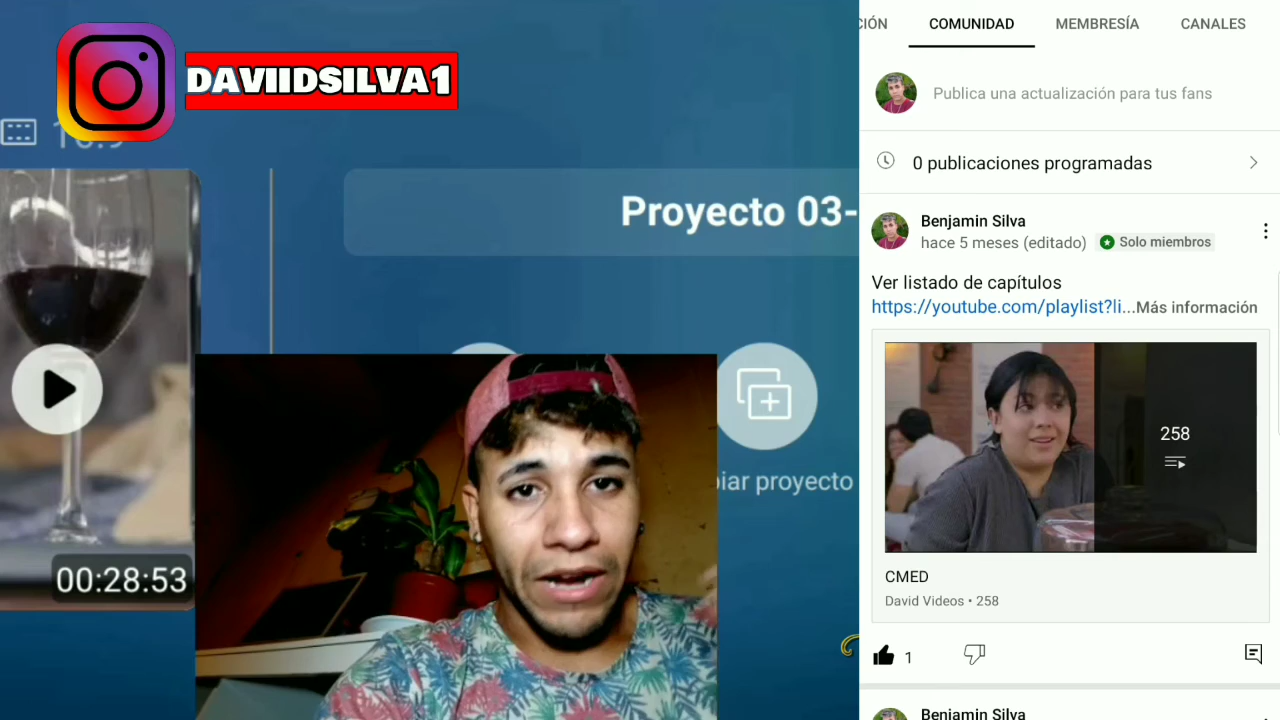 DAVIIDSILVA1
Proyecto 03-
iar proyecto
00:28:53
CIÓN
COMUNIDAD
MEMBRESÍA
CANALES
Publica una actualización para tus fans
0 publicaciones programadas
Benjamin Silva
hace 5 meses (editado)
Solo miembros
Ver listado de capítulos
https://youtube.com/playlist?li...Más información
258
CMED
David Videos • 258
1
Benjamin Silva